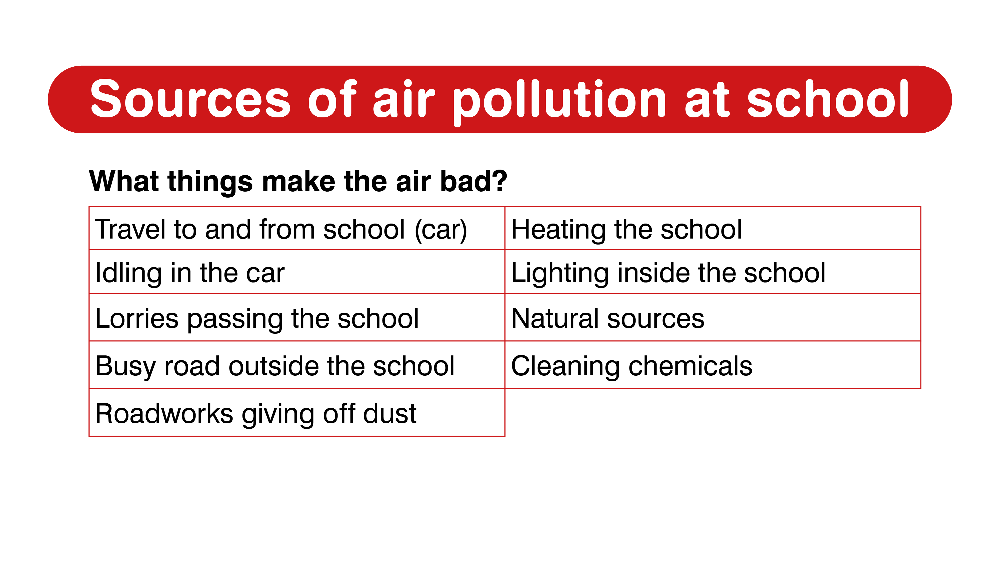 Sources of air pollution at school
What things make the air bad?
Travel to and from school (car)
Heating the school
Idling in the car
Lighting inside the school
Lorries passing the school
Natural sources
Busy road outside the school
Cleaning chemicals
Roadworks giving off dust